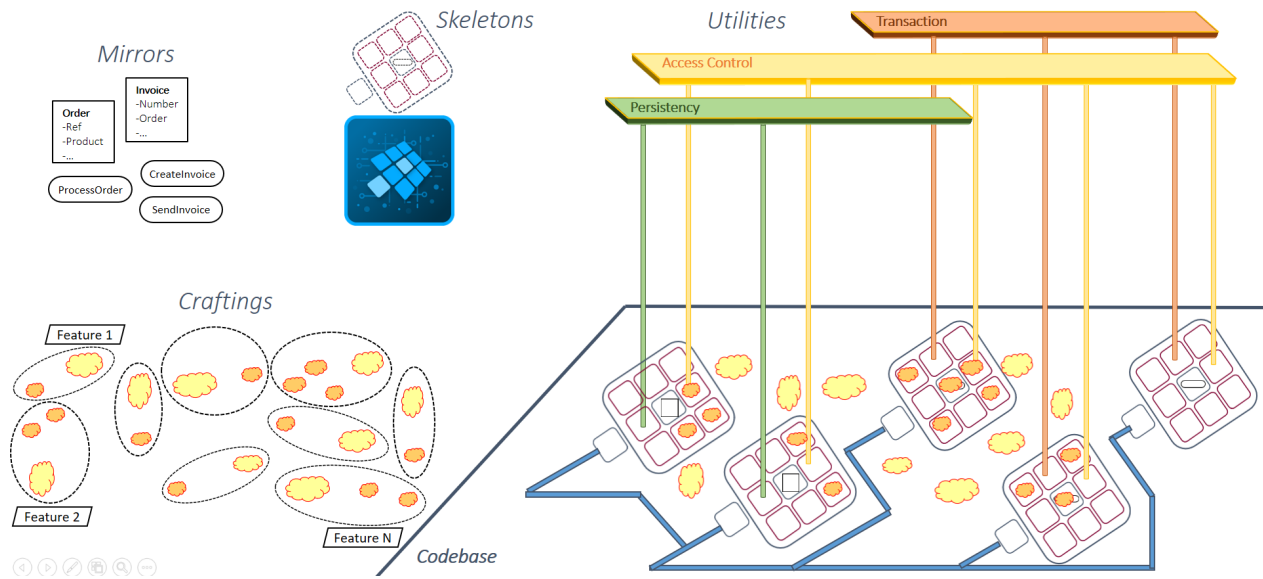 Mirrors
Skeletons
Utilities
Transaction
Access Control
Persistency
Invoice
-Number
-Order
-...
Order
-Ref
-Product
-...
CreateInvoice
ProcessOrder
SendInvoice
Craftings
Feature 1
Feature 2
Feature N
Codebase